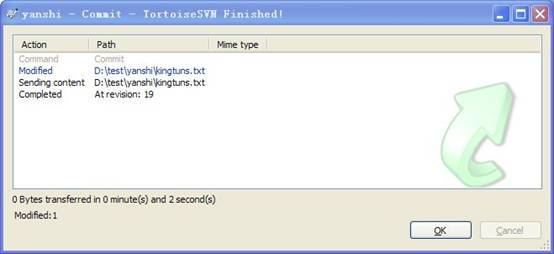 yanshi - Commit - TortoiseSVN Finished!
Action Path Mime type
Command Commit
Modified D:\test\yanshi\kingtuns.txt
Sending content D:\test\yanshi\kingtuns.txt
Completed At revision: 19
0 Bytes transferred in 0 minute(s) and 2 second(s)
Modified:1
OK Cancel